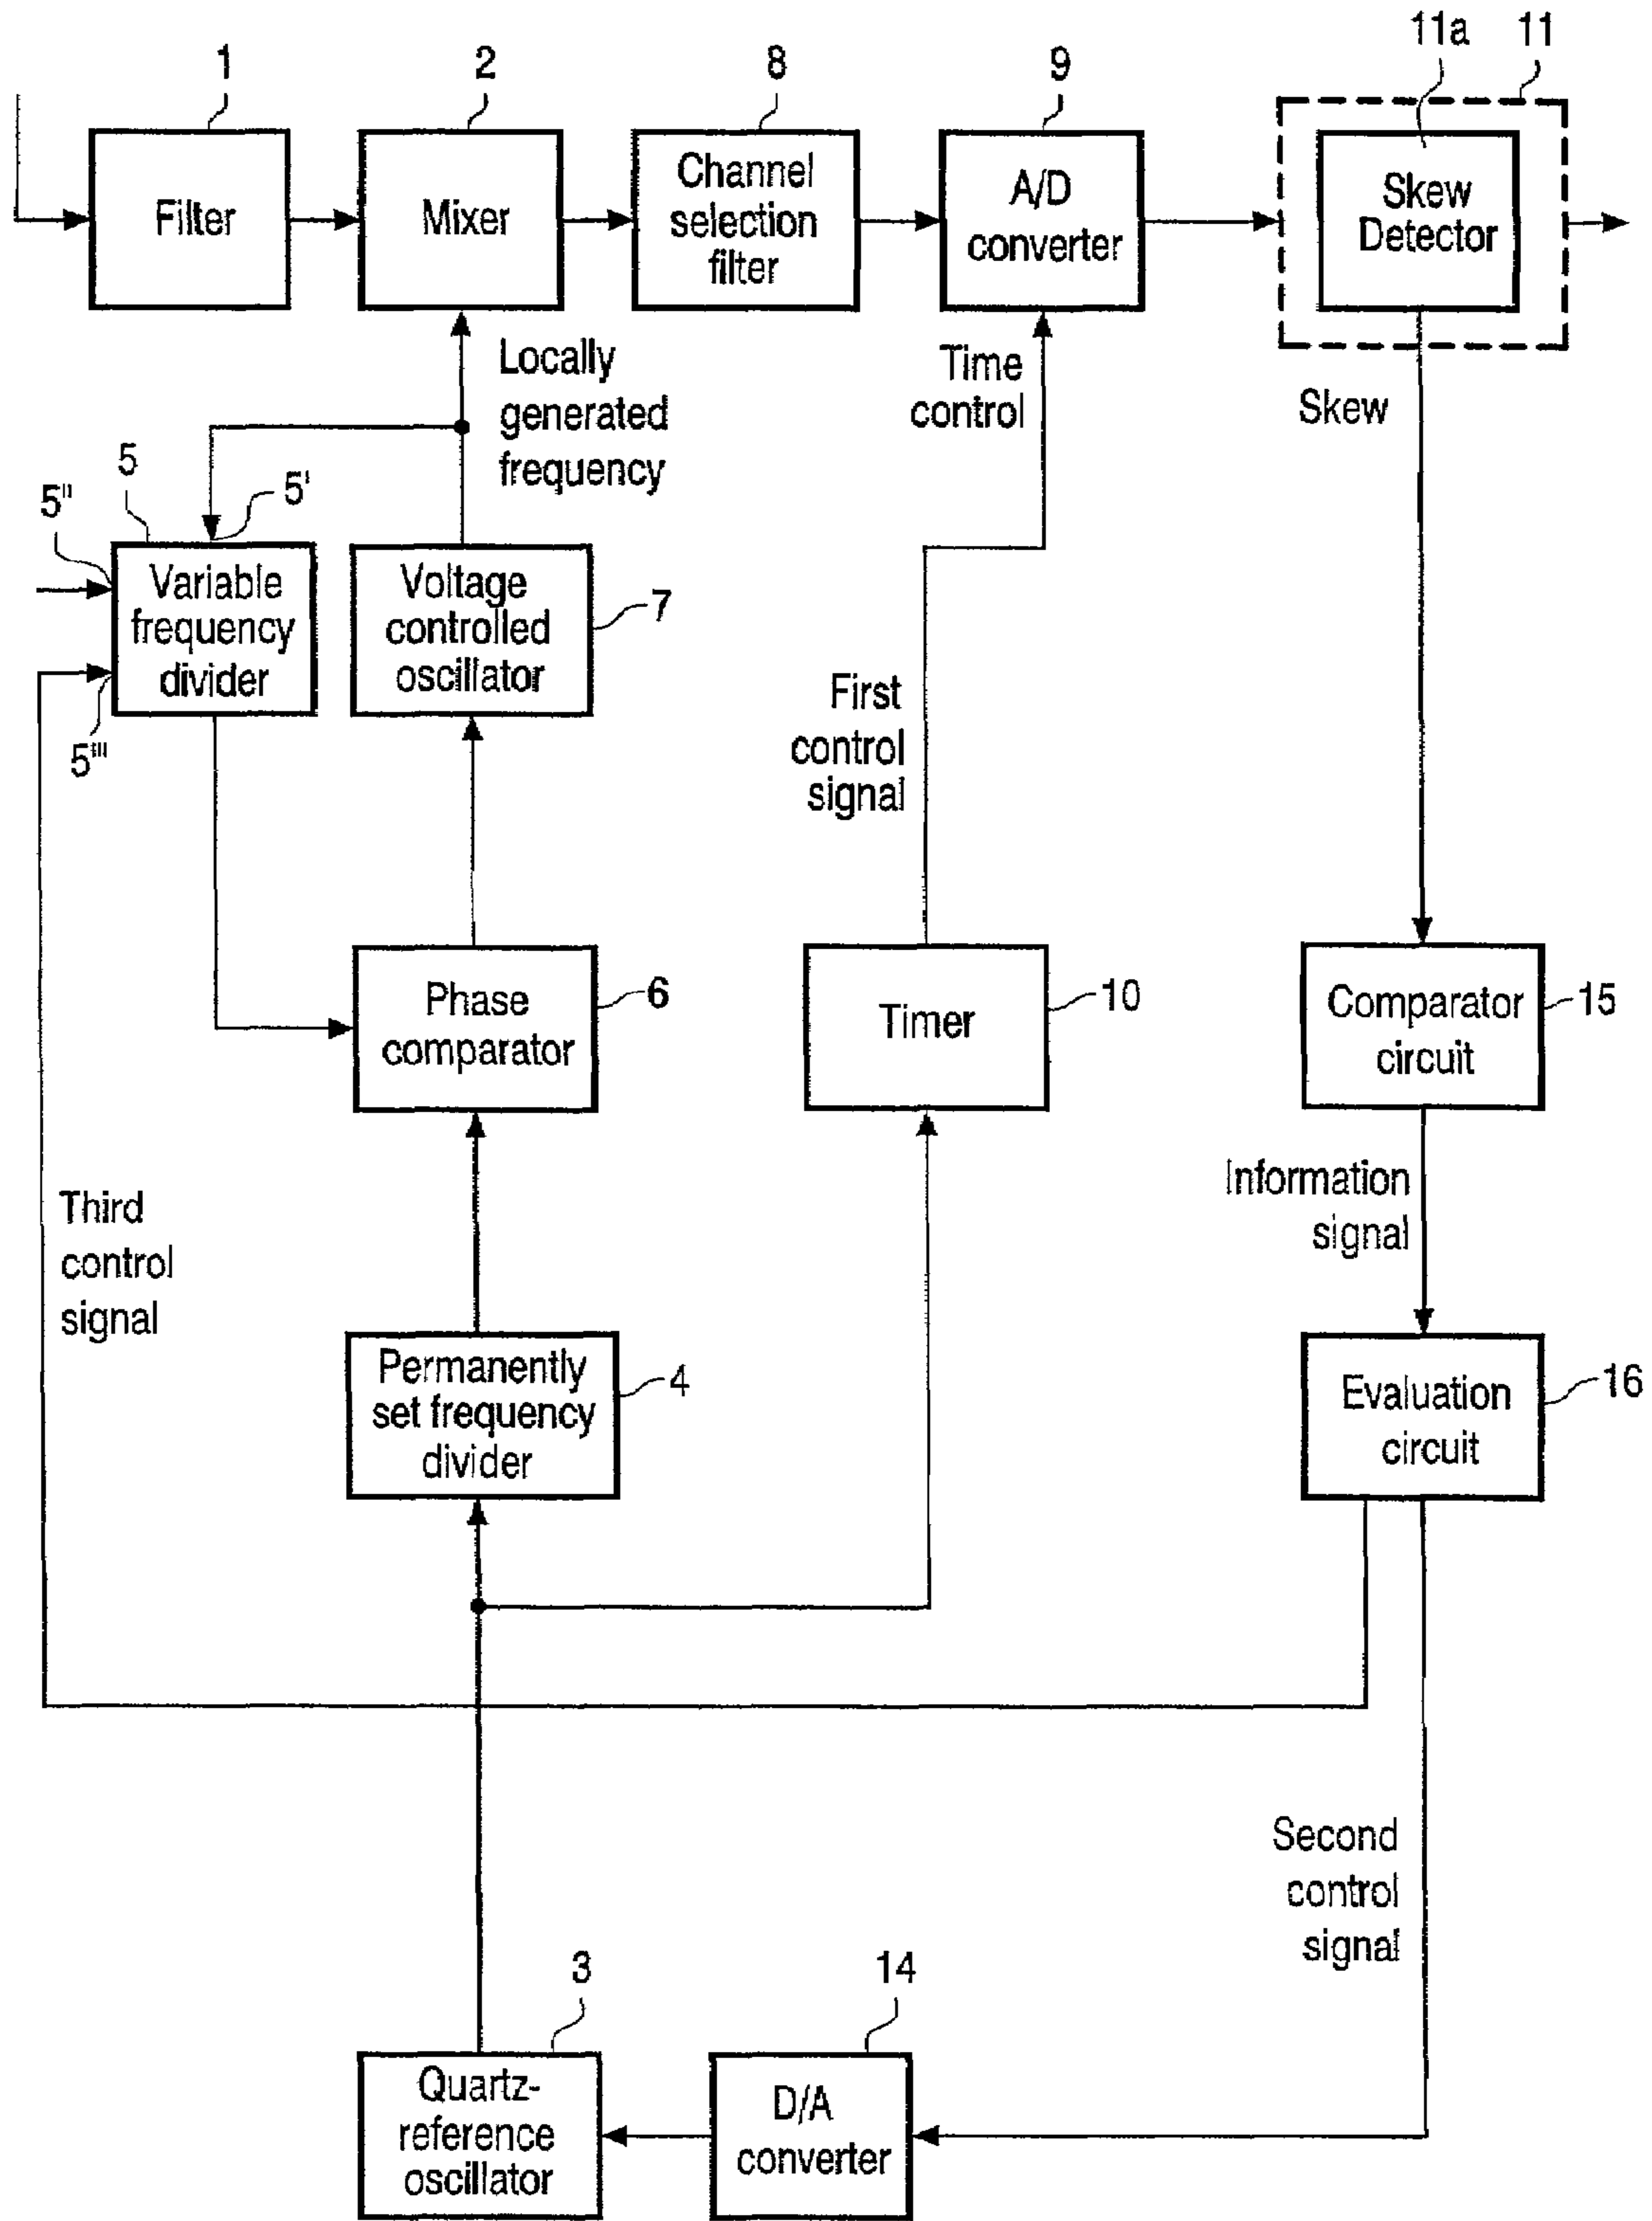 1
2
8
9
11a
11
Filter
Mixer
Channel
selection
filter
A/D
converter
Skew
Detector
Locally
generated
frequency
Time
control
Skew
5
5'
5''
5'''
Variable
frequency
divider
Voltage
controlled
oscillator
7
First
control
signal
Phase
comparator
6
Timer
10
Comparator
circuit
15
Third
control
signal
Information
signal
Permanently
set frequency
divider
4
Evaluation
circuit
16
Second
control
signal
3
14
Quartz-
reference
oscillator
D/A
converter